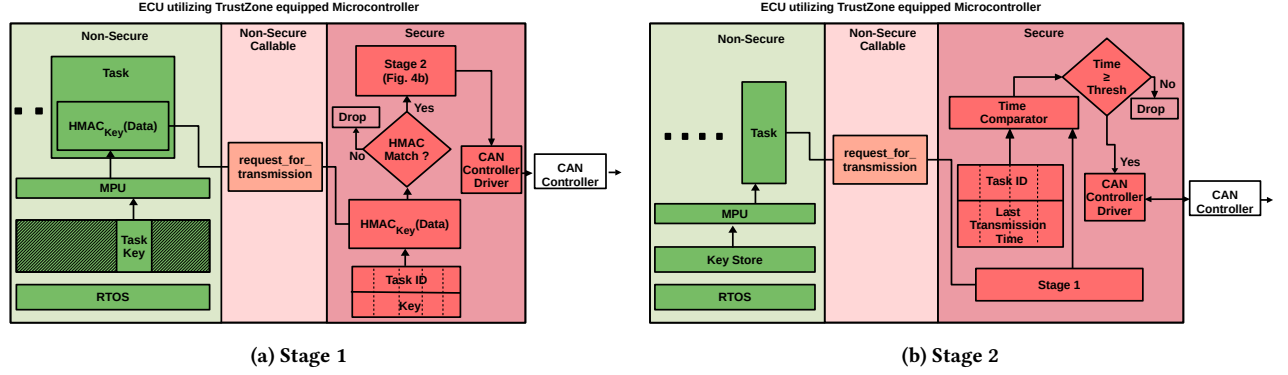 ECU utilizing TrustZone equipped Microcontroller
Non-Secure
Non-Secure
Callable
Secure
Task
HMAC_Key(Data)
MPU
Task
Key
RTOS
request_for_
transmission
Stage 2
(Fig. 4b)
Yes
Drop
No
HMAC
Match ?
CAN
Controller
Driver
CAN
Controller
HMAC_Key(Data)
Task ID
Key
(a) Stage 1
ECU utilizing TrustZone equipped Microcontroller
Non-Secure
Non-Secure
Callable
Secure
Task
MPU
Key Store
RTOS
request_for_
transmission
Time
≥
Thresh
No
Drop
Time
Comparator
Yes
Task ID
Last
Transmission
Time
CAN
Controller
Driver
CAN
Controller
Stage 1
(b) Stage 2